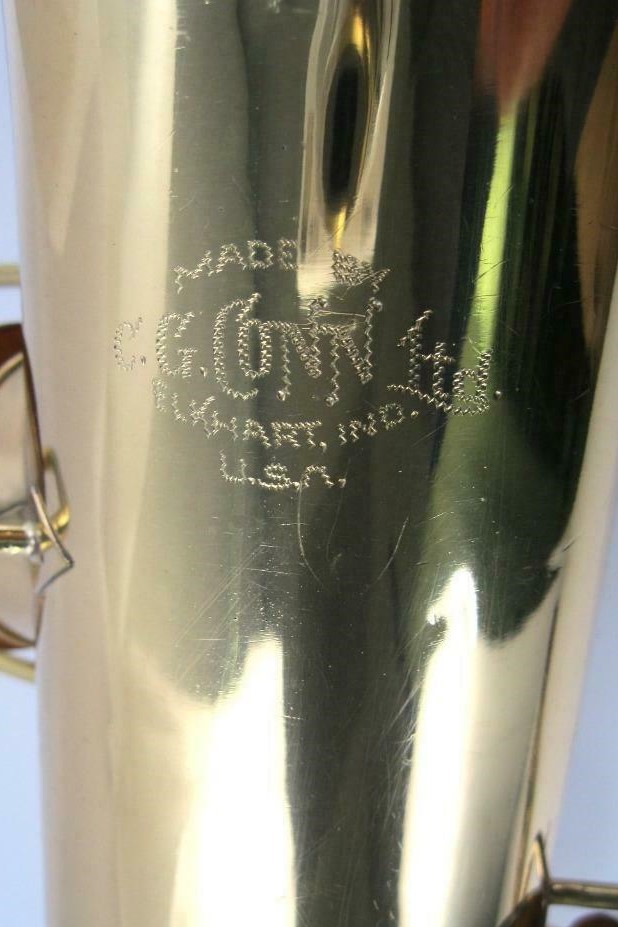 MADE BY
C.G. CONN Ltd.
ELKHART, IND.
U.S.A.